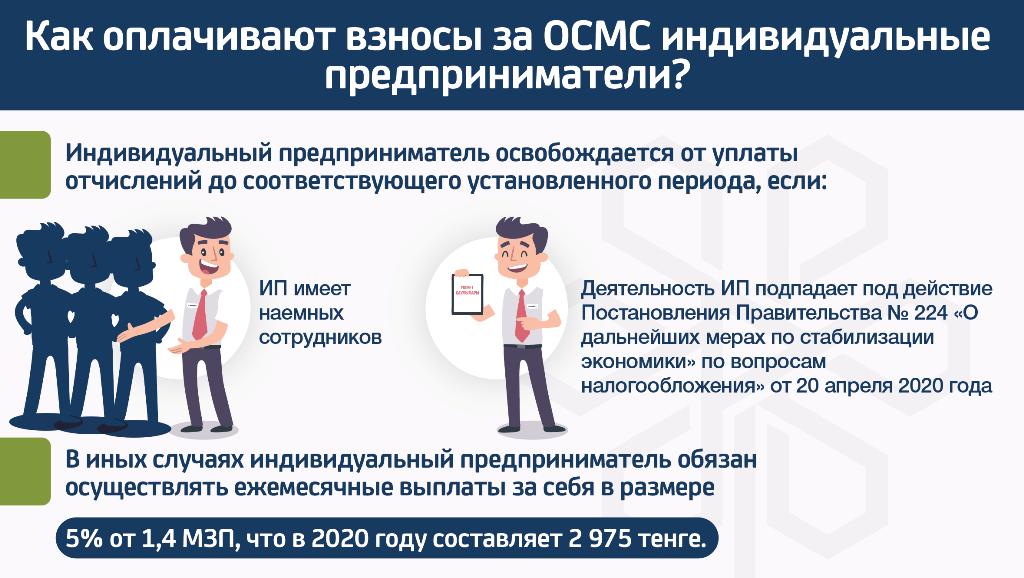 Как оплачивают взносы за ОСМС индивидуальные
предприниматели?
Индивидуальный предприниматель освобождается от уплаты
отчислений до соответствующего установленного периода, если:
ИП имеет
наемных
сотрудников
Деятельность ИП подпадает под действие
Постановления Правительства № 224 «О
дальнейших мерах по стабилизации
экономики» по вопросам
налогообложения» от 20 апреля 2020 года
В иных случаях индивидуальный предприниматель обязан
осуществлять ежемесячные выплаты за себя в размере
5% от 1,4 МЗП, что в 2020 году составляет 2 975 тенге.